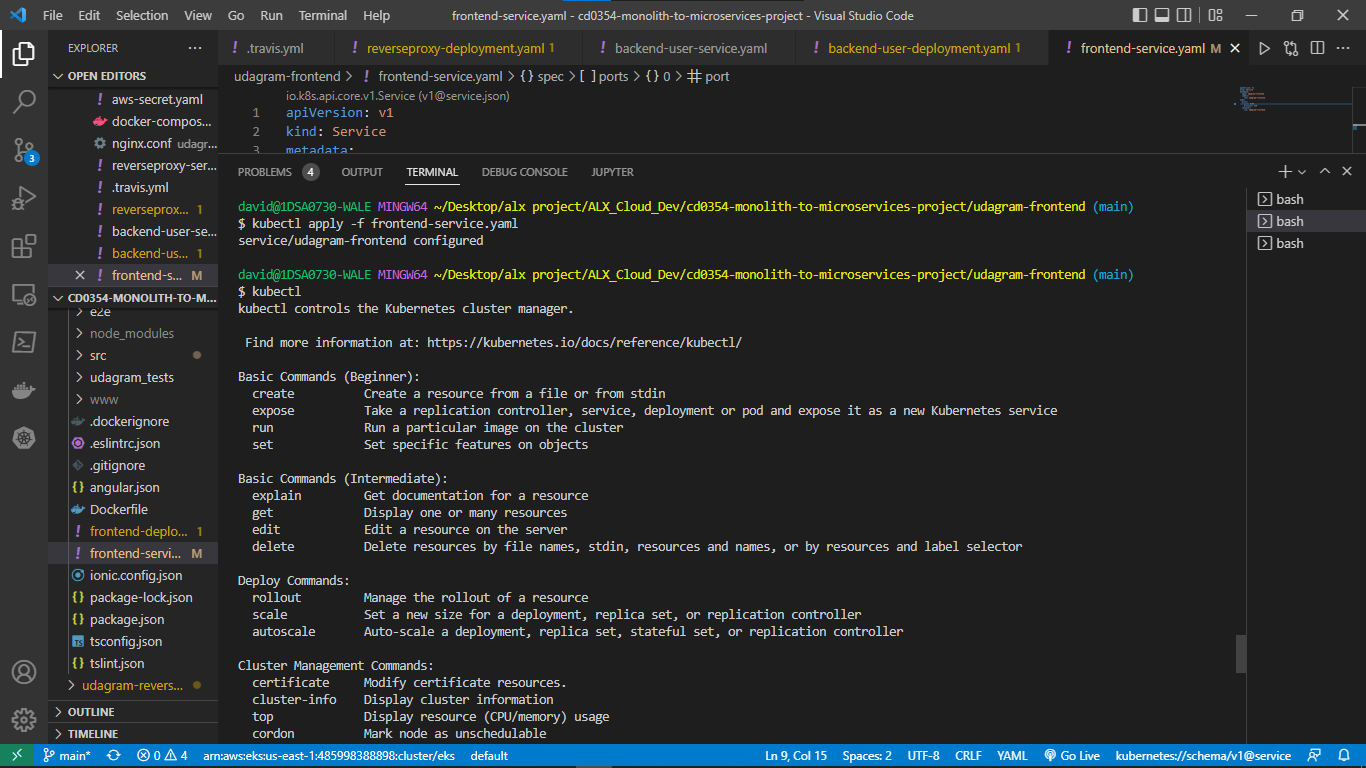 File Edit Selection View Go Run Terminal Help frontend-service.yaml - cd0354-monolith-to-microservices-project - Visual Studio Code
EXPLORER ···
! .travis.yml ! reverseproxy-deployment.yaml 1 ! backend-user-service.yaml ! backend-user-deployment.yaml 1 ! frontend-service.yaml M
OPEN EDITORS
! aws-secret.yaml
docker-compos...
nginx.conf udagr...
! reverseproxy-ser...
! .travis.yml
! reverseprox... 1
! backend-user-se...
! backend-us... 1
! frontend-s... M
CD0354-MONOLITH-TO-M...
e2e
node_modules
src
udagram_tests
www
.dockerignore
.eslintrc.json
.gitignore
{} angular.json
Dockerfile
! frontend-deplo... 1
! frontend-servi... M
ionic.config.json
{} package-lock.json
{} package.json
TS tsconfig.json
{} tslint.json
udagram-revers...
OUTLINE
TIMELINE
3
udagram-frontend > ! frontend-service.yaml > {} spec > [ ] ports > {} 0 > # port
io.k8s.api.core.v1.Service (v1@service.json)
1 apiVersion: v1
2 kind: Service
3 metadata:
PROBLEMS 4 OUTPUT TERMINAL DEBUG CONSOLE JUPYTER
david@1DSA0730-WALE MINGW64 ~/Desktop/alx project/ALX_Cloud_Dev/cd0354-monolith-to-microservices-project/udagram-frontend (main)
$ kubectl apply -f frontend-service.yaml
service/udagram-frontend configured
david@1DSA0730-WALE MINGW64 ~/Desktop/alx project/ALX_Cloud_Dev/cd0354-monolith-to-microservices-project/udagram-frontend (main)
$ kubectl
kubectl controls the Kubernetes cluster manager.
Find more information at: https://kubernetes.io/docs/reference/kubectl/
Basic Commands (Beginner):
create Create a resource from a file or from stdin
expose Take a replication controller, service, deployment or pod and expose it as a new Kubernetes service
run Run a particular image on the cluster
set Set specific features on objects
Basic Commands (Intermediate):
explain Get documentation for a resource
get Display one or many resources
edit Edit a resource on the server
delete Delete resources by file names, stdin, resources and names, or by resources and label selector
Deploy Commands:
rollout Manage the rollout of a resource
scale Set a new size for a deployment, replica set, or replication controller
autoscale Auto-scale a deployment, replica set, stateful set, or replication controller
Cluster Management Commands:
certificate Modify certificate resources.
cluster-info Display cluster information
top Display resource (CPU/memory) usage
cordon Mark node as unschedulable
bash
bash
bash
main* 0 4 arn:aws:eks:us-east-1:485998388898:cluster/eks default Ln 9, Col 15 Spaces: 2 UTF-8 CRLF YAML Go Live kubernetes://schema/v1@service